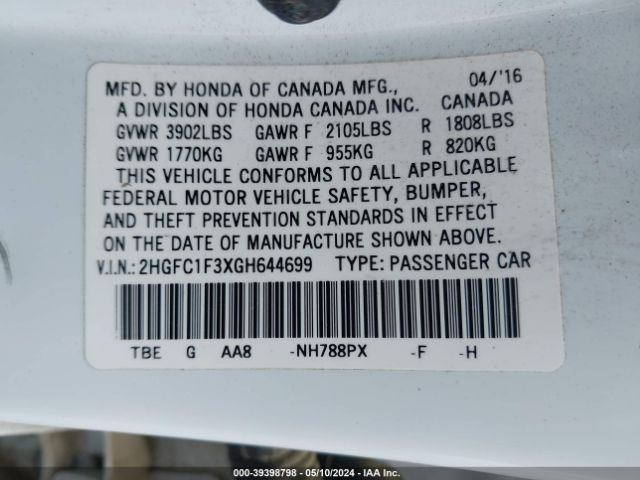 MFD. BY HONDA OF CANADA MFG., 04/'16
A DIVISION OF HONDA CANADA INC. CANADA
GVWR 3902LBS GAWR F 2105LBS R 1808LBS
GVWR 1770KG GAWR F 955KG R 820KG
THIS VEHICLE CONFORMS TO ALL APPLICABLE
FEDERAL MOTOR VEHICLE SAFETY, BUMPER,
AND THEFT PREVENTION STANDARDS IN EFFECT
ON THE DATE OF MANUFACTURE SHOWN ABOVE.
V.I.N.: 2HGFC1F3XGH644699 TYPE: PASSENGER CAR
TBE G AA8 -NH788PX -F -H
000-39398798 - 05/10/2024 - IAA Inc.